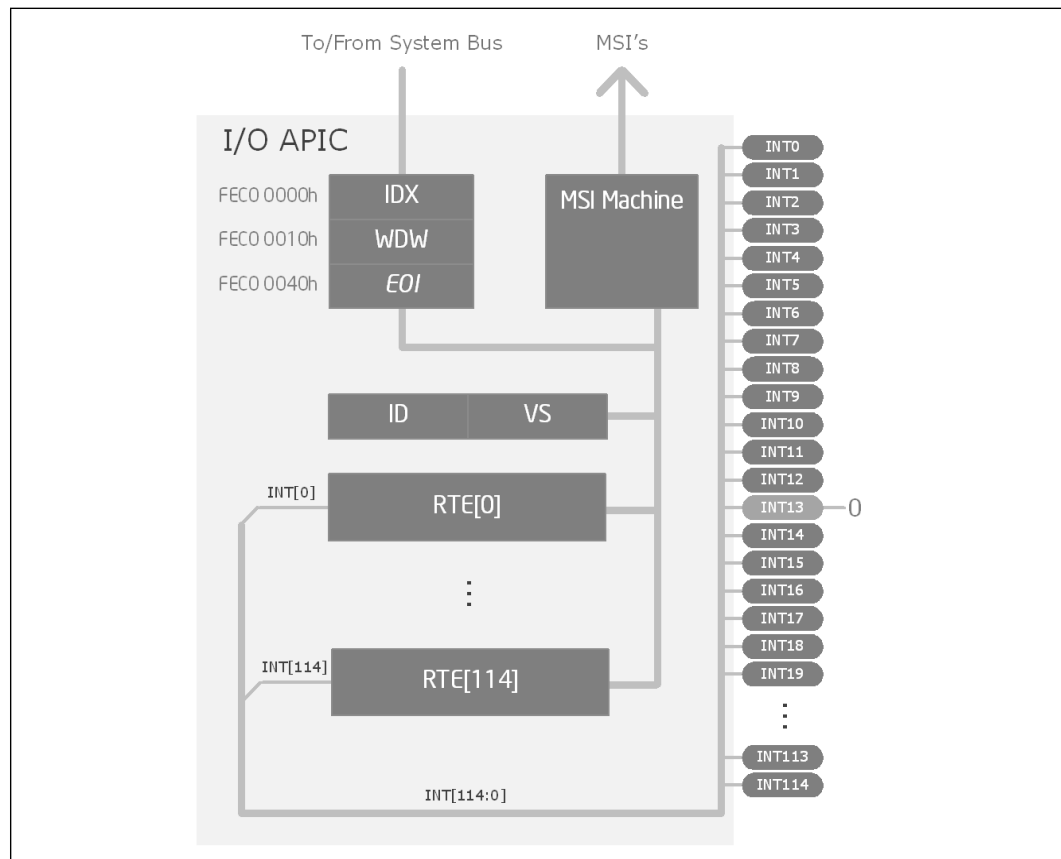 To/From System Bus
MSI's
I/O APIC
FEC0 0000h
IDX
FEC0 0010h
WDW
FEC0 0040h
EOI
MSI Machine
ID
VS
INT[0]
RTE[0]
⋮
INT[114]
RTE[114]
INT[114:0]
INT0
INT1
INT2
INT3
INT4
INT5
INT6
INT7
INT8
INT9
INT10
INT11
INT12
INT13
0
INT14
INT15
INT16
INT17
INT18
INT19
⋮
INT113
INT114